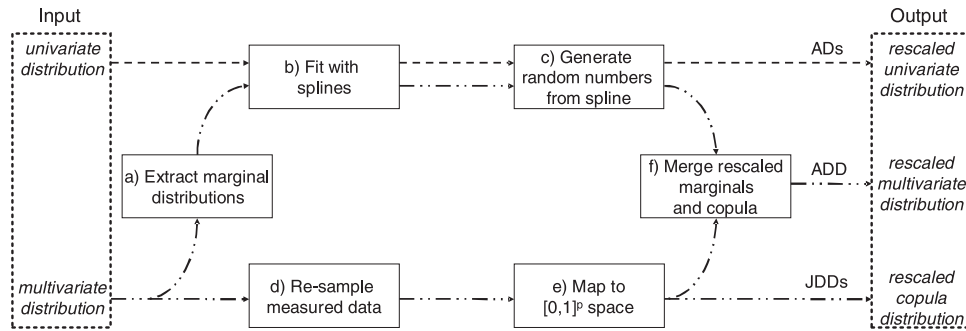 Input
Output
univariate
distribution
b) Fit with
splines
c) Generate
random numbers
from spline
ADs
rescaled
univariate
distribution
a) Extract marginal
distributions
f) Merge rescaled
marginals
and copula
ADD
rescaled
multivariate
distribution
multivariate
distribution
d) Re-sample
measured data
e) Map to
[0,1]ᵖ space
JDDs
rescaled
copula
distribution